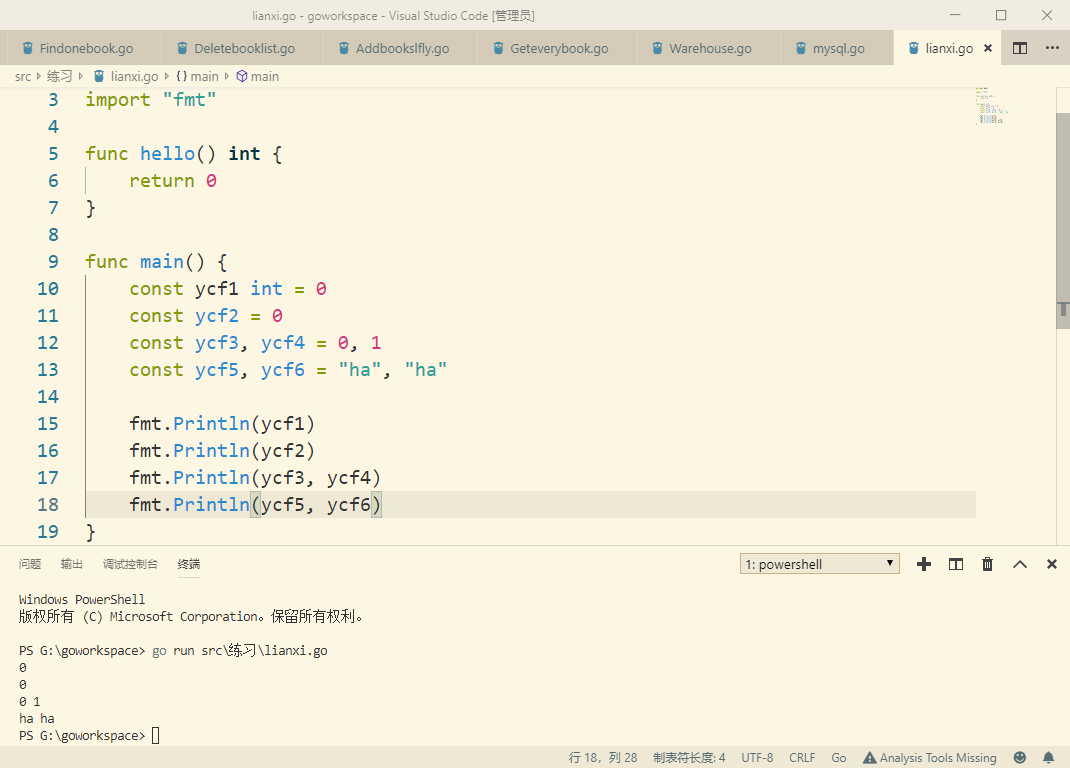 lianxi.go - goworkspace - Visual Studio Code [管理员]
Findonebook.go Deletebooklist.go Addbookslfly.go Geteverybook.go Warehouse.go mysql.go lianxi.go
src 练习 lianxi.go {} main main
3 import "fmt"
4
5 func hello() int {
6 return 0
7 }
8
9 func main() {
10 const ycf1 int = 0
11 const ycf2 = 0
12 const ycf3, ycf4 = 0, 1
13 const ycf5, ycf6 = "ha", "ha"
14
15 fmt.Println(ycf1)
16 fmt.Println(ycf2)
17 fmt.Println(ycf3, ycf4)
18 fmt.Println(ycf5, ycf6)
19 }
问题 输出 调试控制台 终端 1: powershell
Windows PowerShell
版权所有 (C) Microsoft Corporation。保留所有权利。
PS G:\goworkspace> go run src\练习\lianxi.go
0
0
0 1
ha ha
PS G:\goworkspace>
行 18，列 28 制表符长度: 4 UTF-8 CRLF Go Analysis Tools Missing